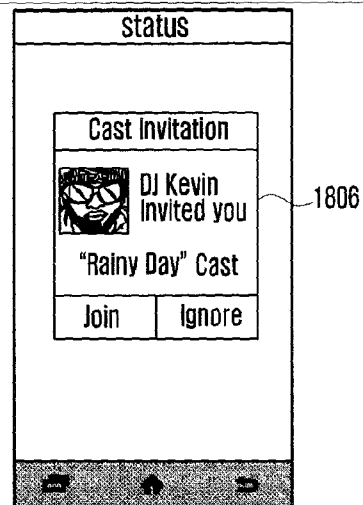 status
Cast Invitation
DJ Kevin
Invited you
1806
"Rainy Day" Cast
Join
Ignore